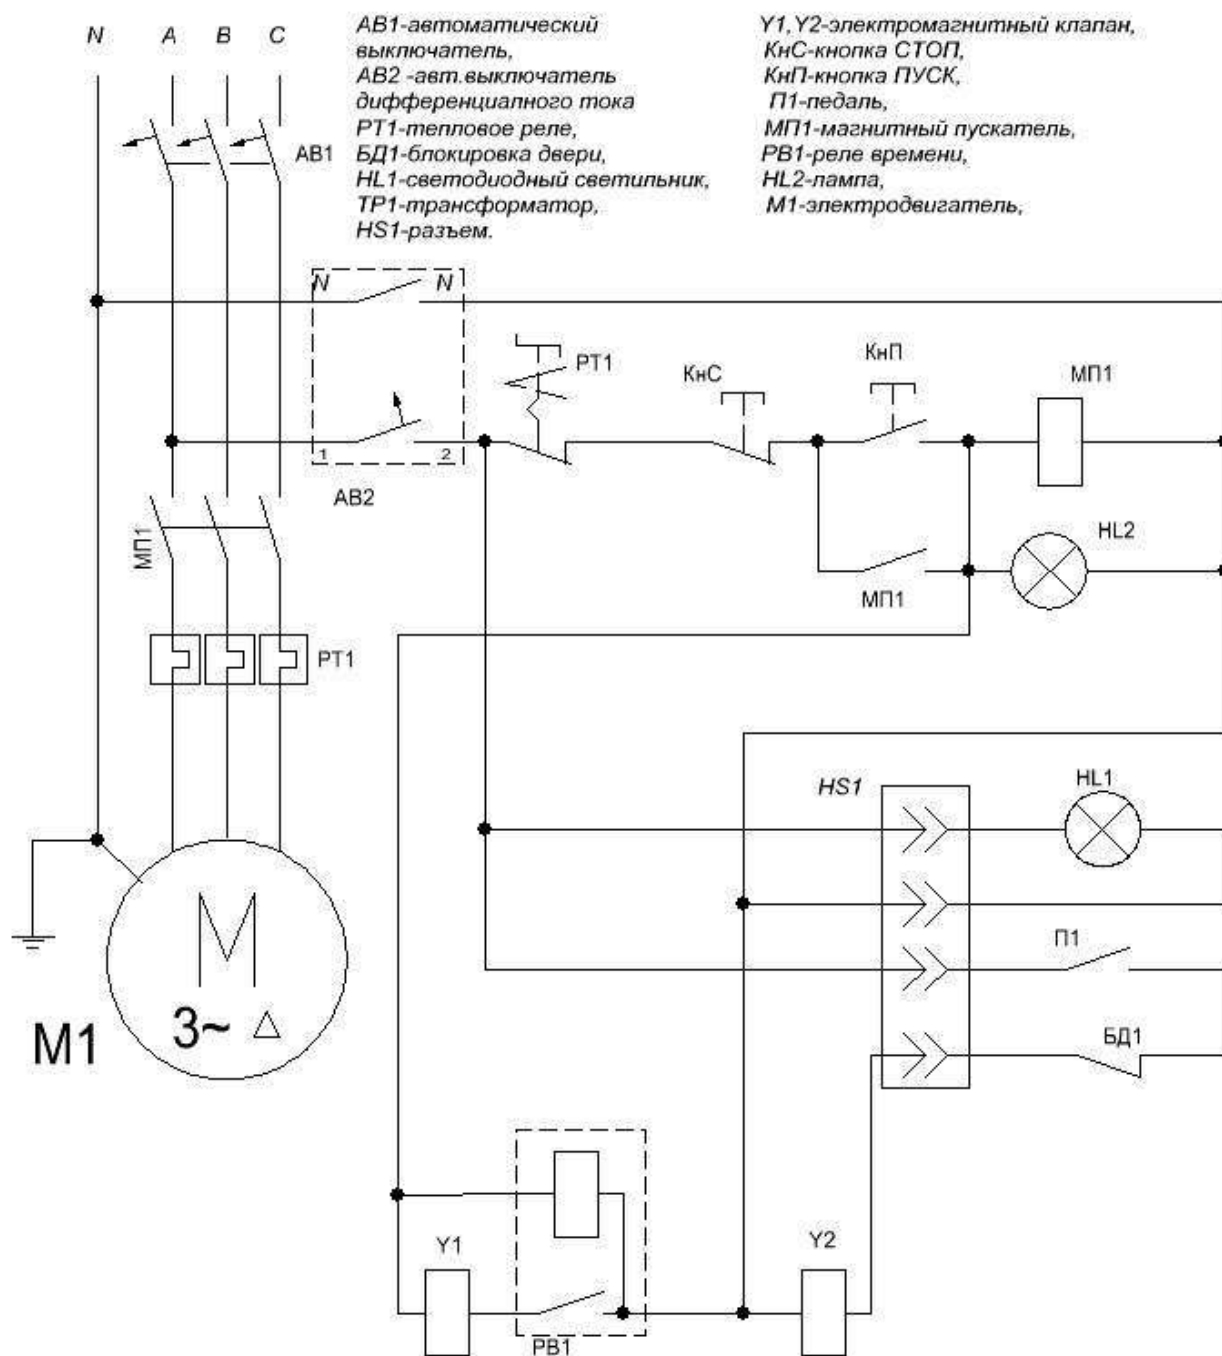 N A B C
АВ1-автоматический
выключатель,
АВ2 -авт.выключатель
дифференциалного тока
РТ1-тепловое реле,
БД1-блокировка двери,
HL1-светодиодный светильник,
ТР1-трансформатор,
HS1-разъем.
Y1,Y2-электромагнитный клапан,
КнС-кнопка СТОП,
КнП-кнопка ПУСК,
П1-педаль,
МП1-магнитный пускатель,
РВ1-реле времени,
HL2-лампа,
М1-электродвигатель,
АВ1
N N
РТ1
КнС
КнП
МП1
1 2
АВ2
МП1
HL2
МП1
РТ1
HS1
HL1
П1
М
3~ Δ
М1
БД1
Y1
Y2
РВ1